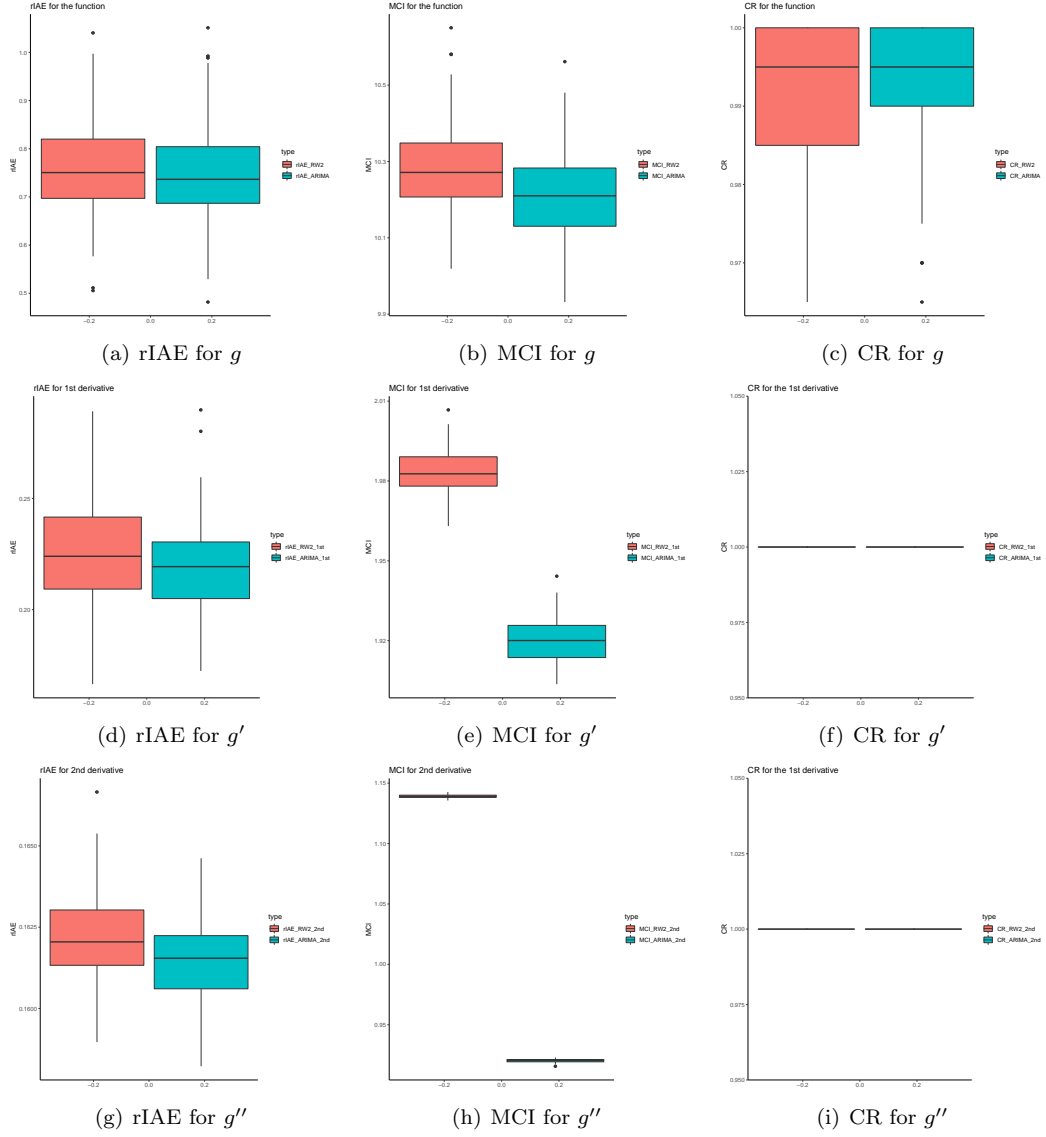 rIAE for the function
1.0
0.9
0.8
0.7
0.6
0.5
rIAE
−0.2
0.0
0.2
type
rIAE_RW2
rIAE_ARIMA
(a) rIAE for g
MCI for the function
10.5
10.3
10.1
9.9
MCI
−0.2
0.0
0.2
type
MCI_RW2
MCI_ARIMA
(b) MCI for g
CR for the function
1.00
0.99
0.98
0.97
CR
−0.2
0.0
0.2
type
CR_RW2
CR_ARIMA
(c) CR for g
rIAE for 1st derivative
0.25
0.20
rIAE
−0.2
0.0
0.2
type
rIAE_RW2_1st
rIAE_ARIMA_1st
(d) rIAE for g′
MCI for 1st derivative
2.01
1.98
1.95
1.92
MCI
−0.2
0.0
0.2
type
MCI_RW2_1st
MCI_ARIMA_1st
(e) MCI for g′
CR for the 1st derivative
1.050
1.025
1.000
0.975
0.950
CR
−0.2
0.0
0.2
type
CR_RW2_1st
CR_ARIMA_1st
(f) CR for g′
rIAE for 2nd derivative
0.1650
0.1625
0.1600
rIAE
−0.2
0.0
0.2
type
rIAE_RW2_2nd
rIAE_ARIMA_2nd
(g) rIAE for g′′
MCI for 2nd derivative
1.15
1.10
1.05
1.00
0.95
MCI
−0.2
0.0
0.2
type
MCI_RW2_2nd
MCI_ARIMA_2nd
(h) MCI for g′′
CR for the 1st derivative
1.050
1.025
1.000
0.975
0.950
CR
−0.2
0.0
0.2
type
CR_RW2_2nd
CR_ARIMA_2nd
(i) CR for g′′